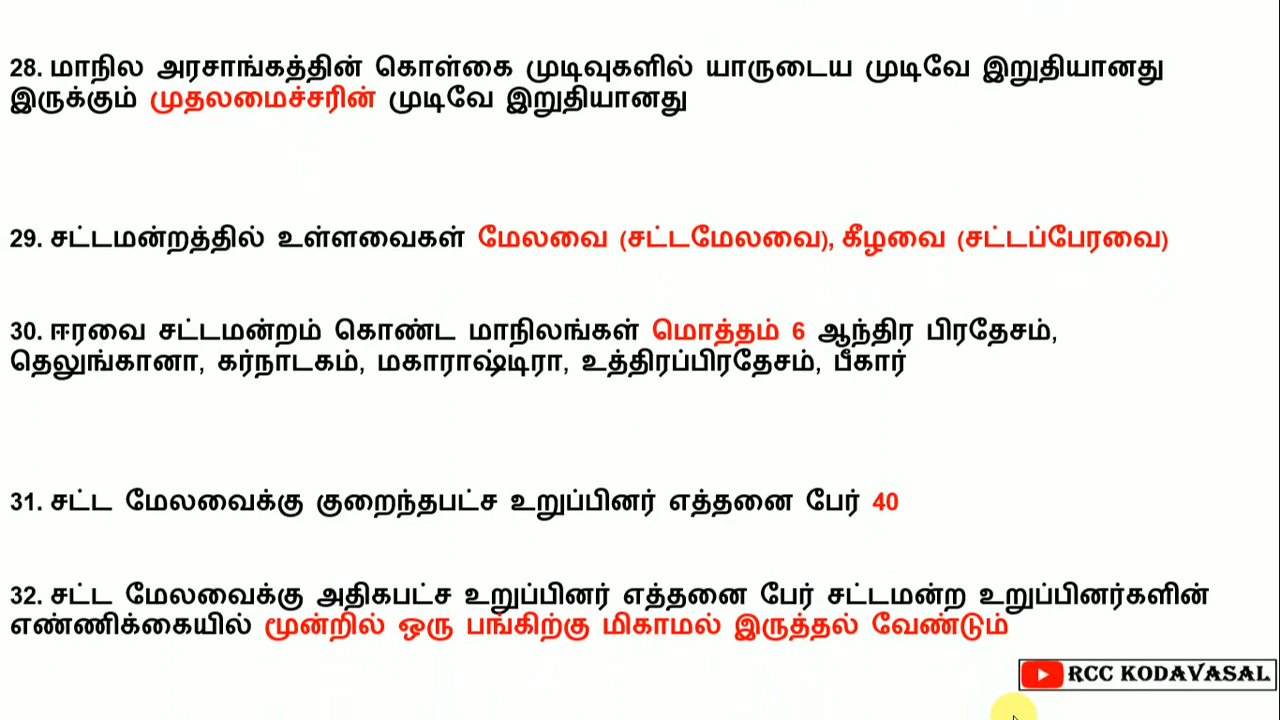 28. மாநில அரசாங்கத்தின் கொள்கை முடிவுகளில் யாருடைய முடிவே இறுதியானது
இருக்கும் முதலமைச்சரின் முடிவே இறுதியானது
29. சட்டமன்றத்தில் உள்ளவைகள் மேலவை (சட்டமேலவை), கீழவை (சட்டப்பேரவை)
30. ஈரவை சட்டமன்றம் கொண்ட மாநிலங்கள் மொத்தம் 6 ஆந்திர பிரதேசம்,
தெலுங்கானா, கர்நாடகம், மகாராஷ்டிரா, உத்திரப்பிரதேசம், பீகார்
31. சட்ட மேலவைக்கு குறைந்தபட்ச உறுப்பினர் எத்தனை பேர் 40
32. சட்ட மேலவைக்கு அதிகபட்ச உறுப்பினர் எத்தனை பேர் சட்டமன்ற உறுப்பினர்களின்
எண்ணிக்கையில் மூன்றில் ஒரு பங்கிற்கு மிகாமல் இருத்தல் வேண்டும்
RCC KODAVASAL